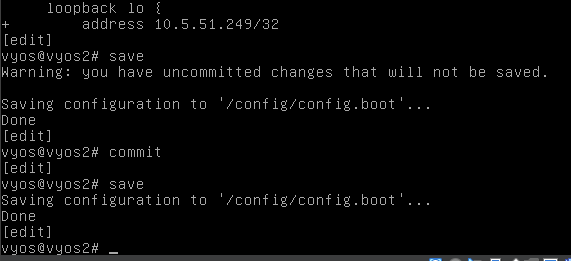 loopback lo {
+ address 10.5.51.249/32
[edit]
vyos@vyos2# save
Warning: you have uncommitted changes that will not be saved.
Saving configuration to '/config/config.boot'...
Done
[edit]
vyos@vyos2# commit
[edit]
vyos@vyos2# save
Saving configuration to '/config/config.boot'...
Done
[edit]
vyos@vyos2# _